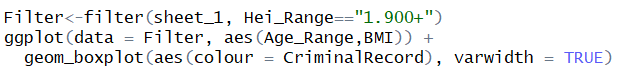 Filter<-filter(sheet_1, Hei_Range=="1.900+")
ggplot(data = Filter, aes(Age_Range,BMI)) +
  geom_boxplot(aes(colour = CriminalRecord), varwidth = TRUE)